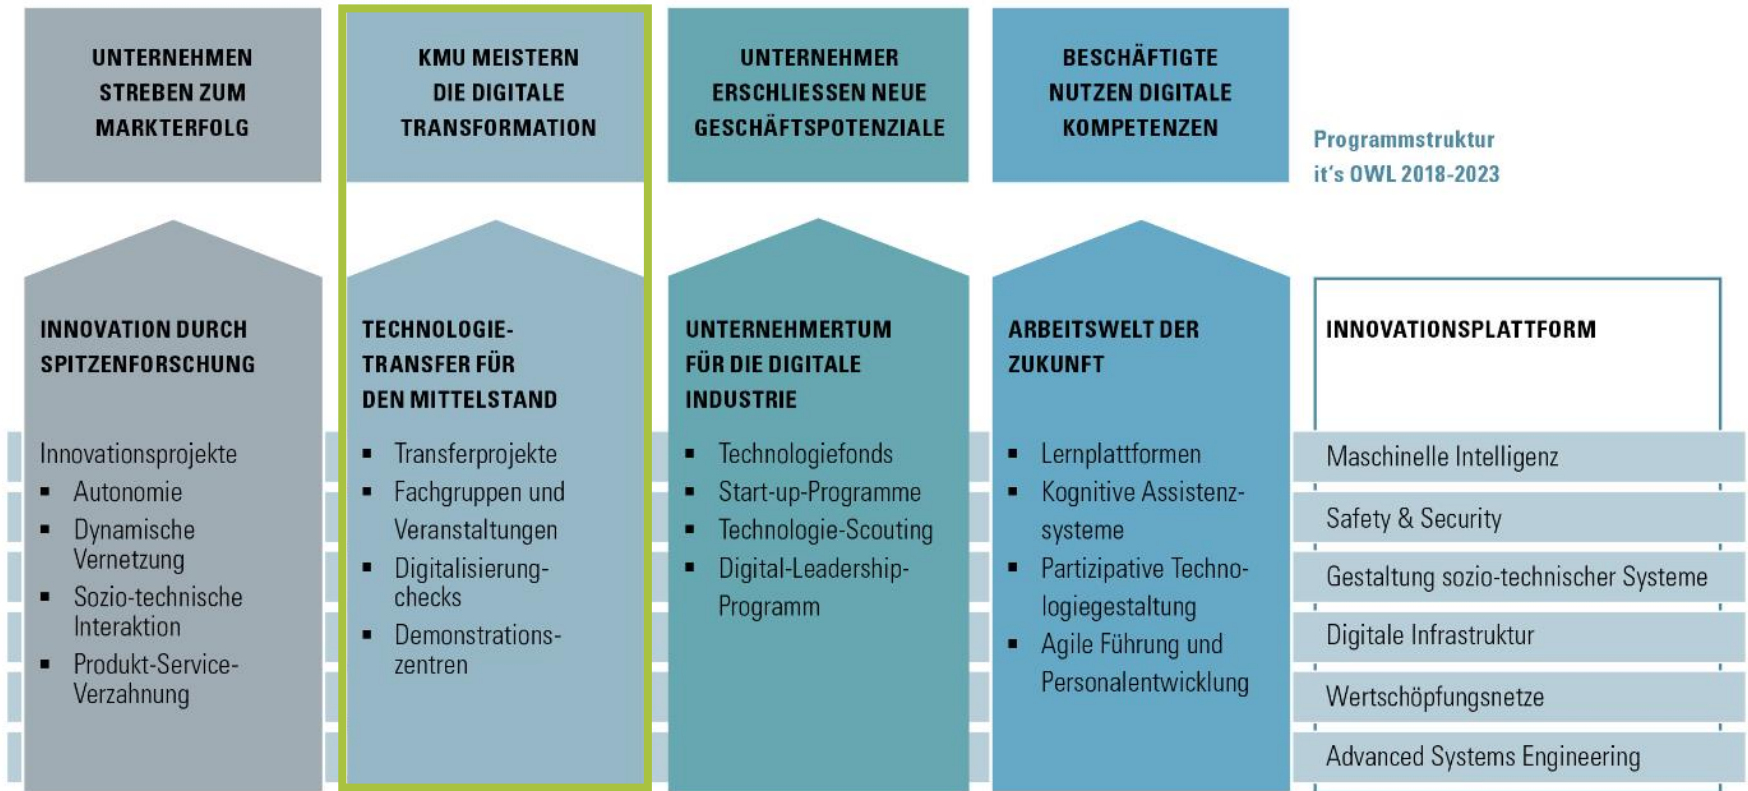 UNTERNEHMEN
STREBEN ZUM
MARKTERFOLG
KMU MEISTERN
DIE DIGITALE
TRANSFORMATION
UNTERNEHMER
ERSCHLIESSEN NEUE
GESCHÄFTSPOTENZIALE
BESCHÄFTIGTE
NUTZEN DIGITALE
KOMPETENZEN
Programmstruktur
it's OWL 2018-2023
INNOVATION DURCH
SPITZENFORSCHUNG
Innovationsprojekte
▪ Autonomie
▪ Dynamische
Vernetzung
▪ Sozio-technische
Interaktion
▪ Produkt-Service-
Verzahnung
TECHNOLOGIE-
TRANSFER FÜR
DEN MITTELSTAND
▪ Transferprojekte
▪ Fachgruppen und
Veranstaltungen
▪ Digitalisierung-
checks
▪ Demonstrations-
zentren
UNTERNEHMERTUM
FÜR DIE DIGITALE
INDUSTRIE
▪ Technologiefonds
▪ Start-up-Programme
▪ Technologie-Scouting
▪ Digital-Leadership-
Programm
ARBEITSWELT DER
ZUKUNFT
▪ Lernplattformen
▪ Kognitive Assistenz-
systeme
▪ Partizipative Techno-
logiegestaltung
▪ Agile Führung und
Personalentwicklung
INNOVATIONSPLATTFORM
Maschinelle Intelligenz
Safety & Security
Gestaltung sozio-technischer Systeme
Digitale Infrastruktur
Wertschöpfungsnetze
Advanced Systems Engineering